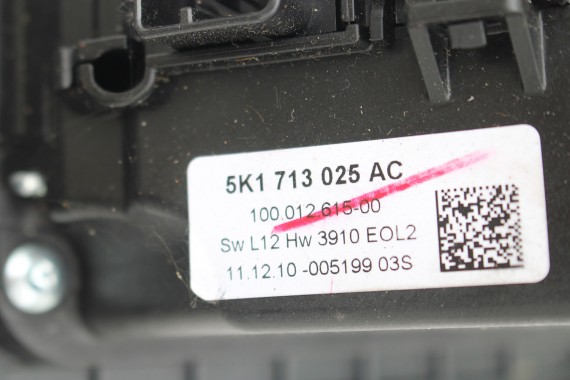 5K1 713 025 AC
100.012.615-00
Sw L12 Hw 3910 EOL2
11.12.10 -005199 03S